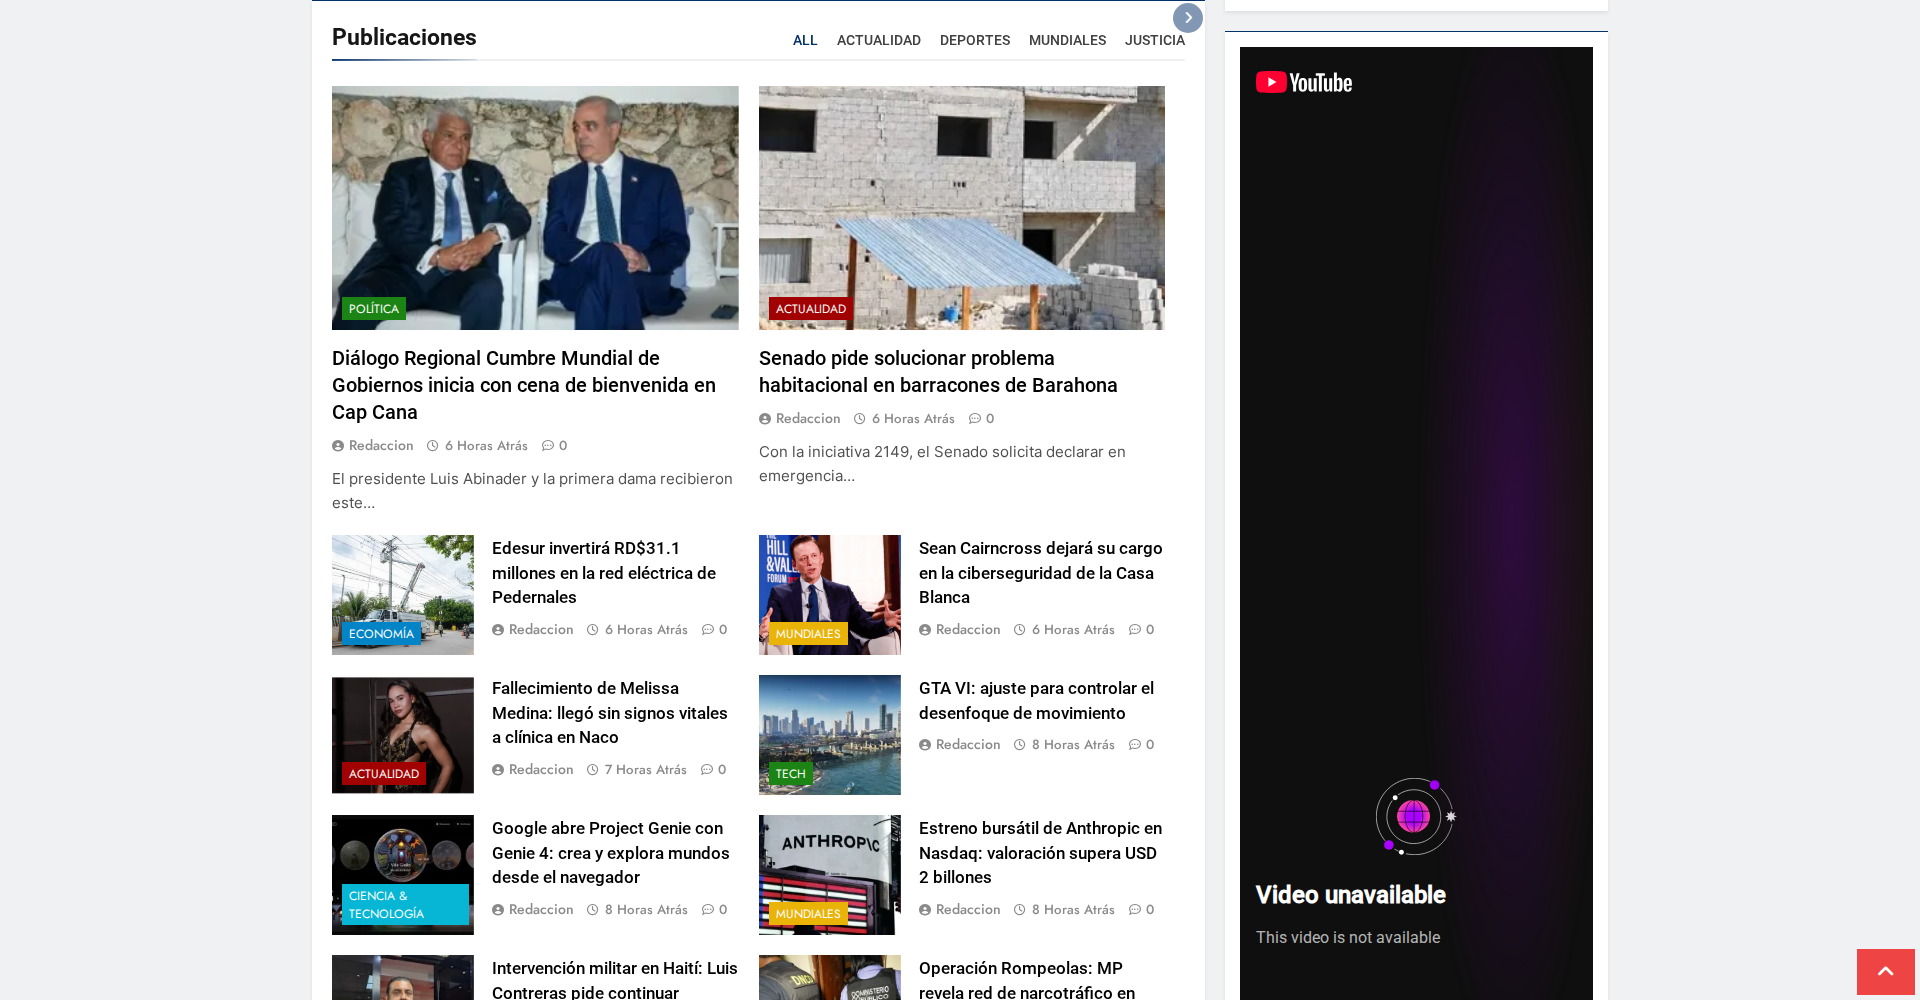 Publicaciones
ALL
ACTUALIDAD
DEPORTES
MUNDIALES
JUSTICIA
YouTube
POLÍTICA
Diálogo Regional Cumbre Mundial de
Gobiernos inicia con cena de bienvenida en
Cap Cana
Redaccion 6 Horas Atrás 0
El presidente Luis Abinader y la primera dama recibieron
este...
ACTUALIDAD
Senado pide solucionar problema
habitacional en barracones de Barahona
Redaccion 6 Horas Atrás 0
Con la iniciativa 2149, el Senado solicita declarar en
emergencia...
ECONOMÍA
Edesur invertirá RD$31.1
millones en la red eléctrica de
Pedernales
Redaccion 6 Horas Atrás 0
HILL
&VALL
FORUM
MUNDIALES
Sean Cairncross dejará su cargo
en la ciberseguridad de la Casa
Blanca
Redaccion 6 Horas Atrás 0
ACTUALIDAD
Fallecimiento de Melissa
Medina: llegó sin signos vitales
a clínica en Naco
Redaccion 7 Horas Atrás 0
TECH
GTA VI: ajuste para controlar el
desenfoque de movimiento
Redaccion 8 Horas Atrás 0
CIENCIA &
TECNOLOGÍA
Google abre Project Genie con
Genie 4: crea y explora mundos
desde el navegador
Redaccion 8 Horas Atrás 0
ANTHROP\C
MUNDIALES
Estreno bursátil de Anthropic en
Nasdaq: valoración supera USD
2 billones
Redaccion 8 Horas Atrás 0
Intervención militar en Haití: Luis
Contreras pide continuar
DNCD
MINISTERIO
PÚBLICO
Operación Rompeolas: MP
revela red de narcotráfico en
Video unavailable
This video is not available